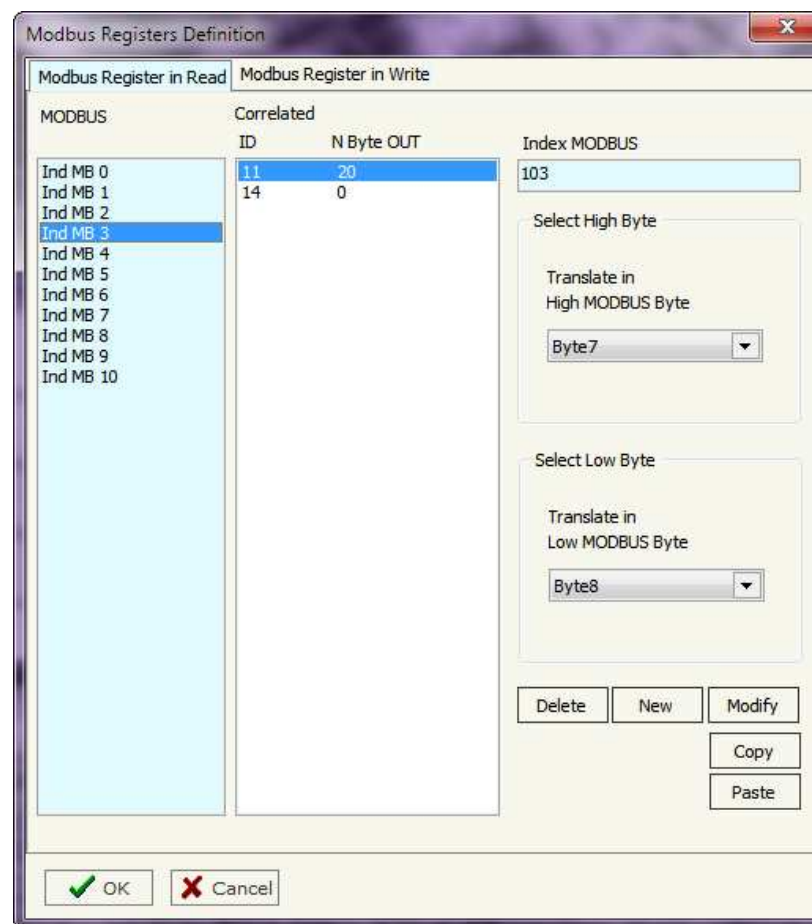 Modbus Registers Definition
Modbus Register in Read
Modbus Register in Write
MODBUS
Ind MB 0
Ind MB 1
Ind MB 2
Ind MB 3
Ind MB 4
Ind MB 5
Ind MB 6
Ind MB 7
Ind MB 8
Ind MB 9
Ind MB 10
Correlated
ID N Byte OUT
11 20
14 0
Index MODBUS
103
Select High Byte
Translate in
High MODBUS Byte
Byte7
Select Low Byte
Translate in
Low MODBUS Byte
Byte8
Delete
New
Modify
Copy
Paste
OK
Cancel